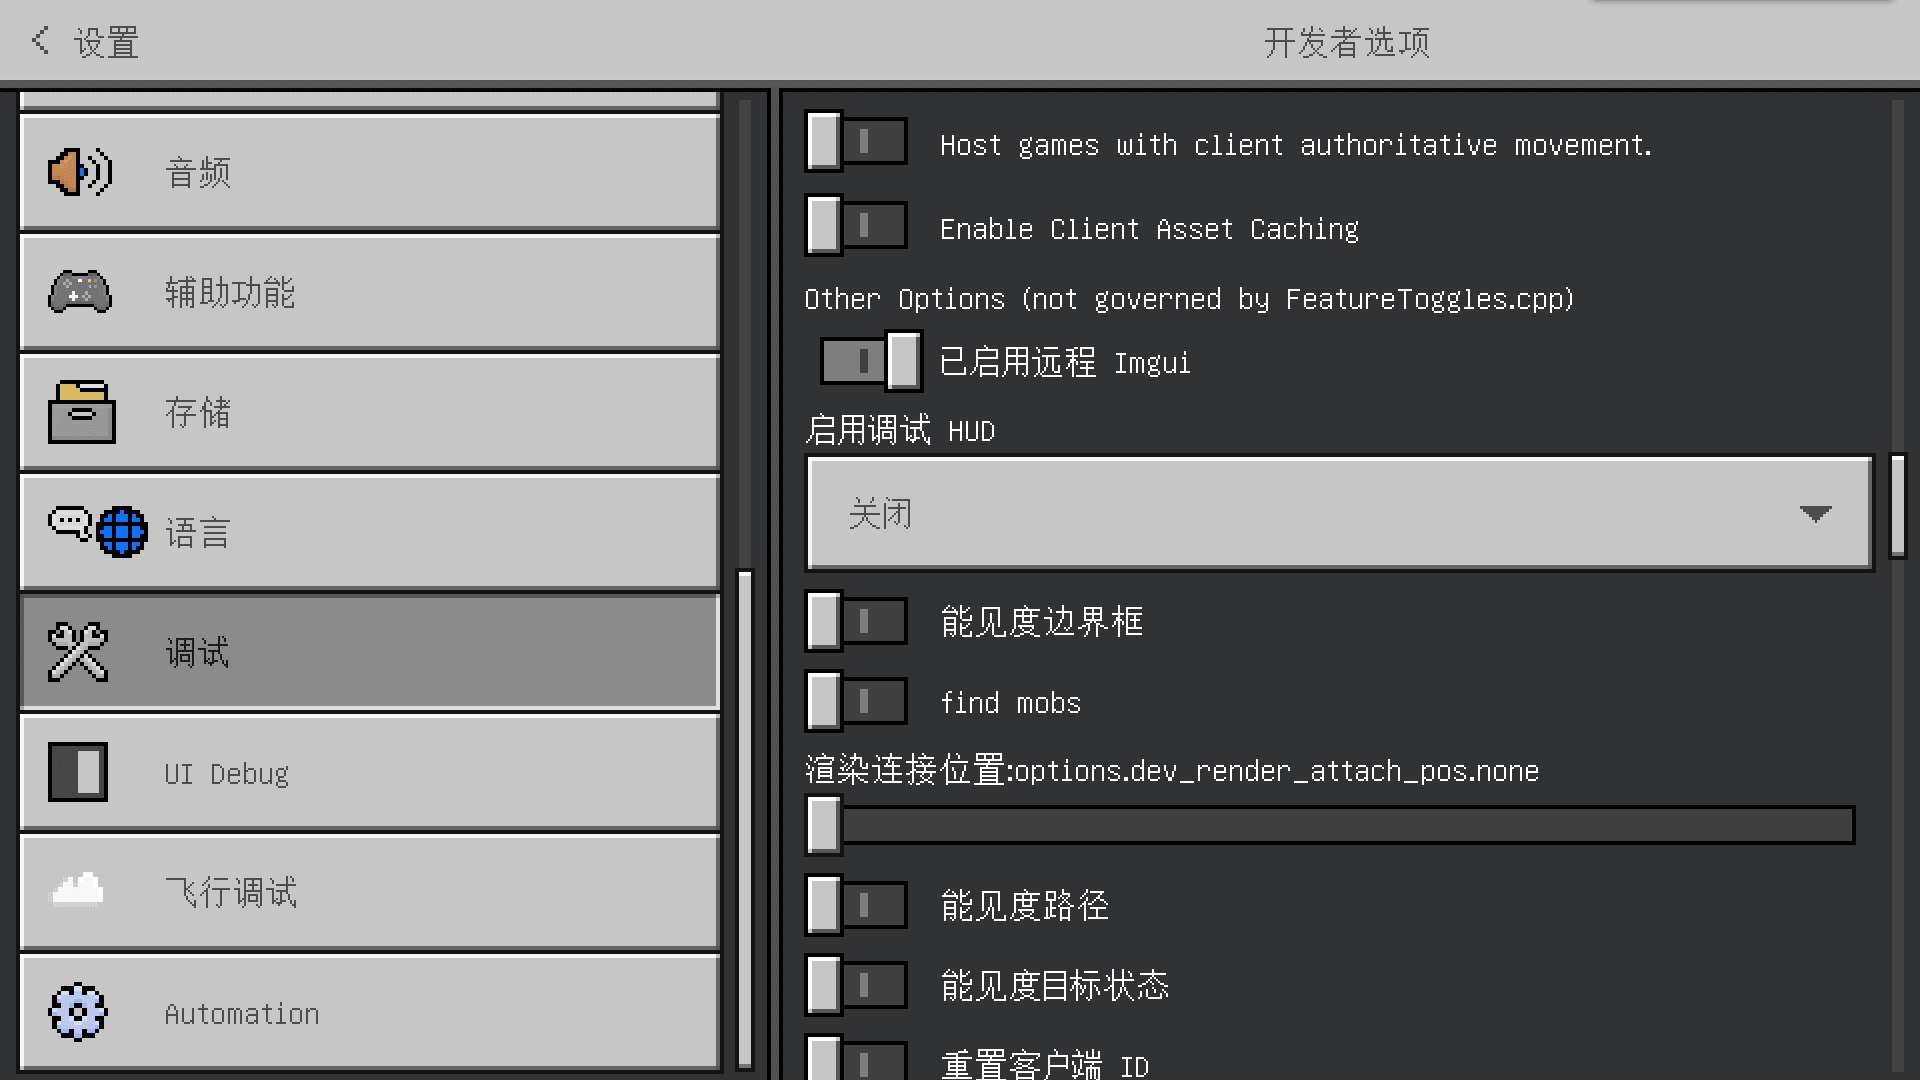 设置
开发者选项
音频
辅助功能
存储
语言
调试
UI Debug
飞行调试
Automation
Host games with client authoritative movement.
Enable Client Asset Caching
Other Options (not governed by FeatureToggles.cpp)
已启用远程 Imgui
启用调试 HUD
关闭
能见度边界框
find mobs
渲染连接位置:options.dev_render_attach_pos.none
能见度路径
能见度目标状态
重置客户端 ID